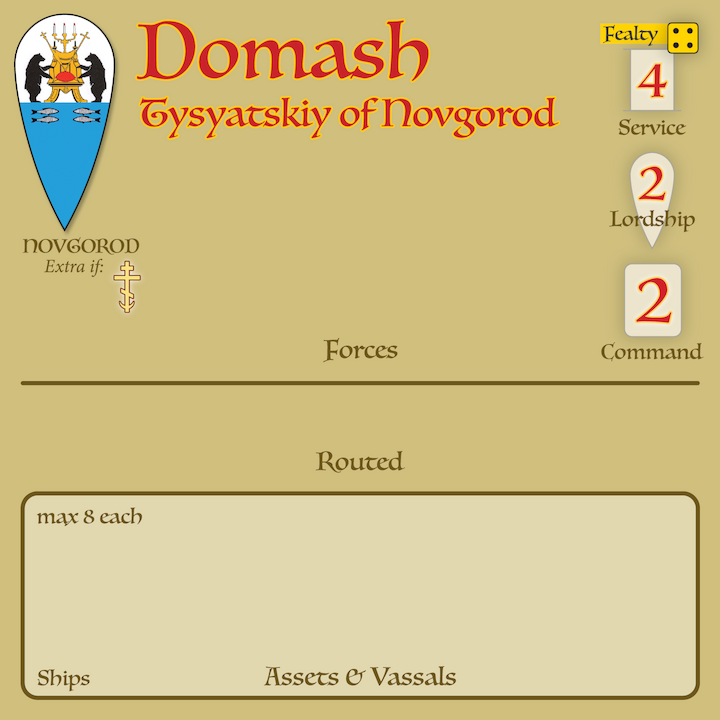 Domash
Tysyatskiy of Novgorod
Fealty
4
Service
2
Lordship
2
Command
NOVGOROD
Extra if:
Forces
Routed
max 8 each
Ships
Assets & Vassals